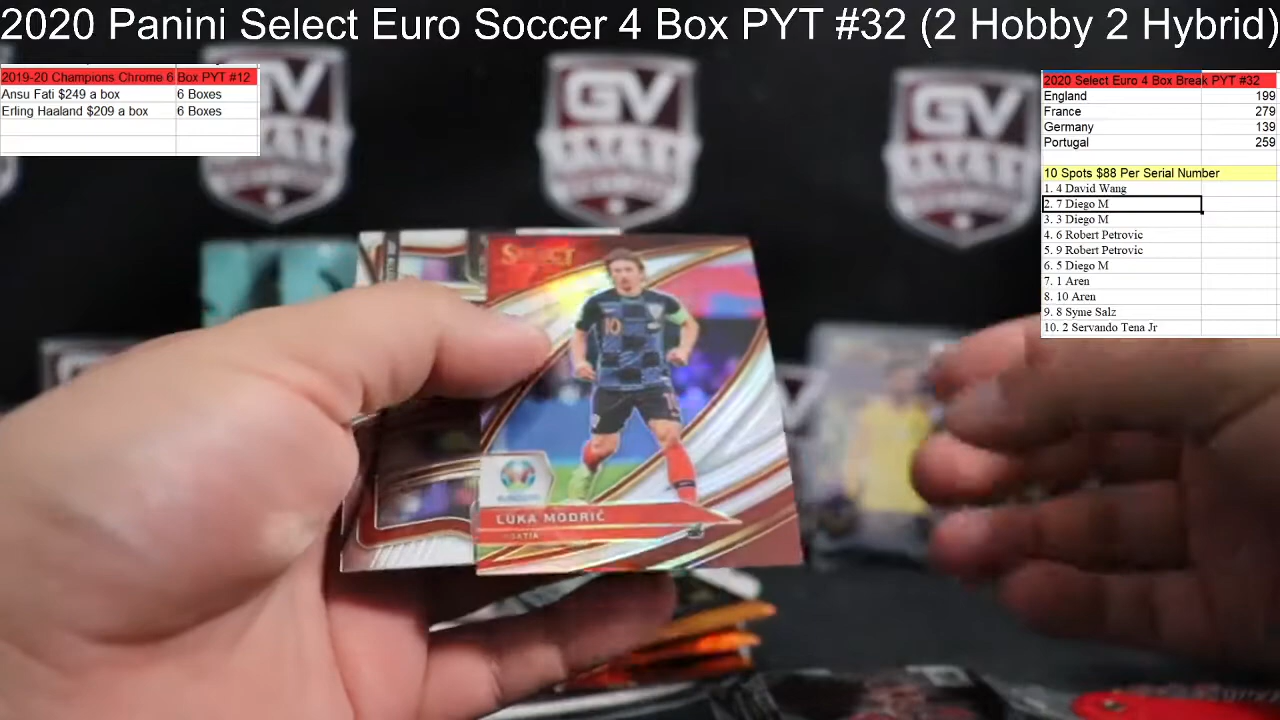 2020 Panini Select Euro Soccer 4 Box PYT #32 (2 Hobby 2 Hybrid)
2019-20 Champions Chrome 6 Box PYT #12
Ansu Fati $249 a box 6 Boxes
Erling Haaland $209 a box 6 Boxes
2020 Select Euro 4 Box Break PYT #32
England 199
France 279
Germany 139
Portugal 259
10 Spots $88 Per Serial Number
1. 4 David Wang
2. 7 Diego M
3. 3 Diego M
4. 6 Robert Petrovic
5. 9 Robert Petrovic
6. 5 Diego M
7. 1 Aren
8. 10 Aren
9. 8 Syme Salz
10. 2 Servando Tena Jr
GV
GV
GV
SELECT
10
LUKA MODRIĆ